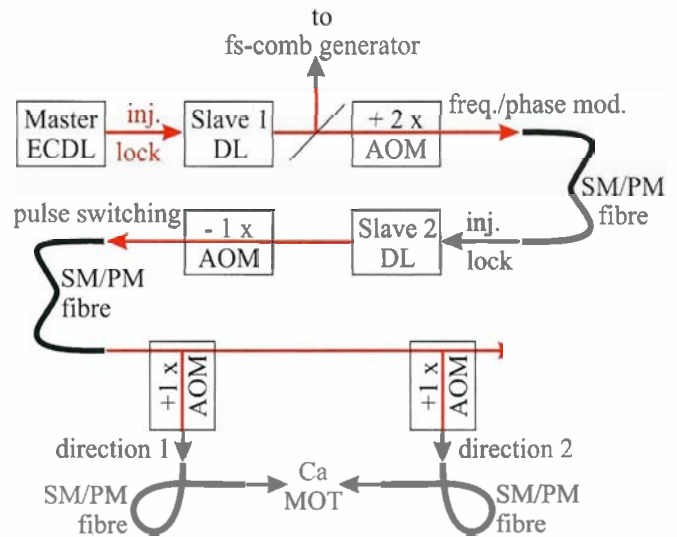 to
fs-comb generator
Master
ECDL
inj.
lock
Slave 1
DL
+ 2 x
AOM
freq./phase mod.
SM/PM
fibre
pulse switching
- 1 x
AOM
Slave 2
DL
inj.
lock
SM/PM
fibre
+1 x
AOM
+1 x
AOM
direction 1
direction 2
Ca
MOT
SM/PM
fibre
SM/PM
fibre